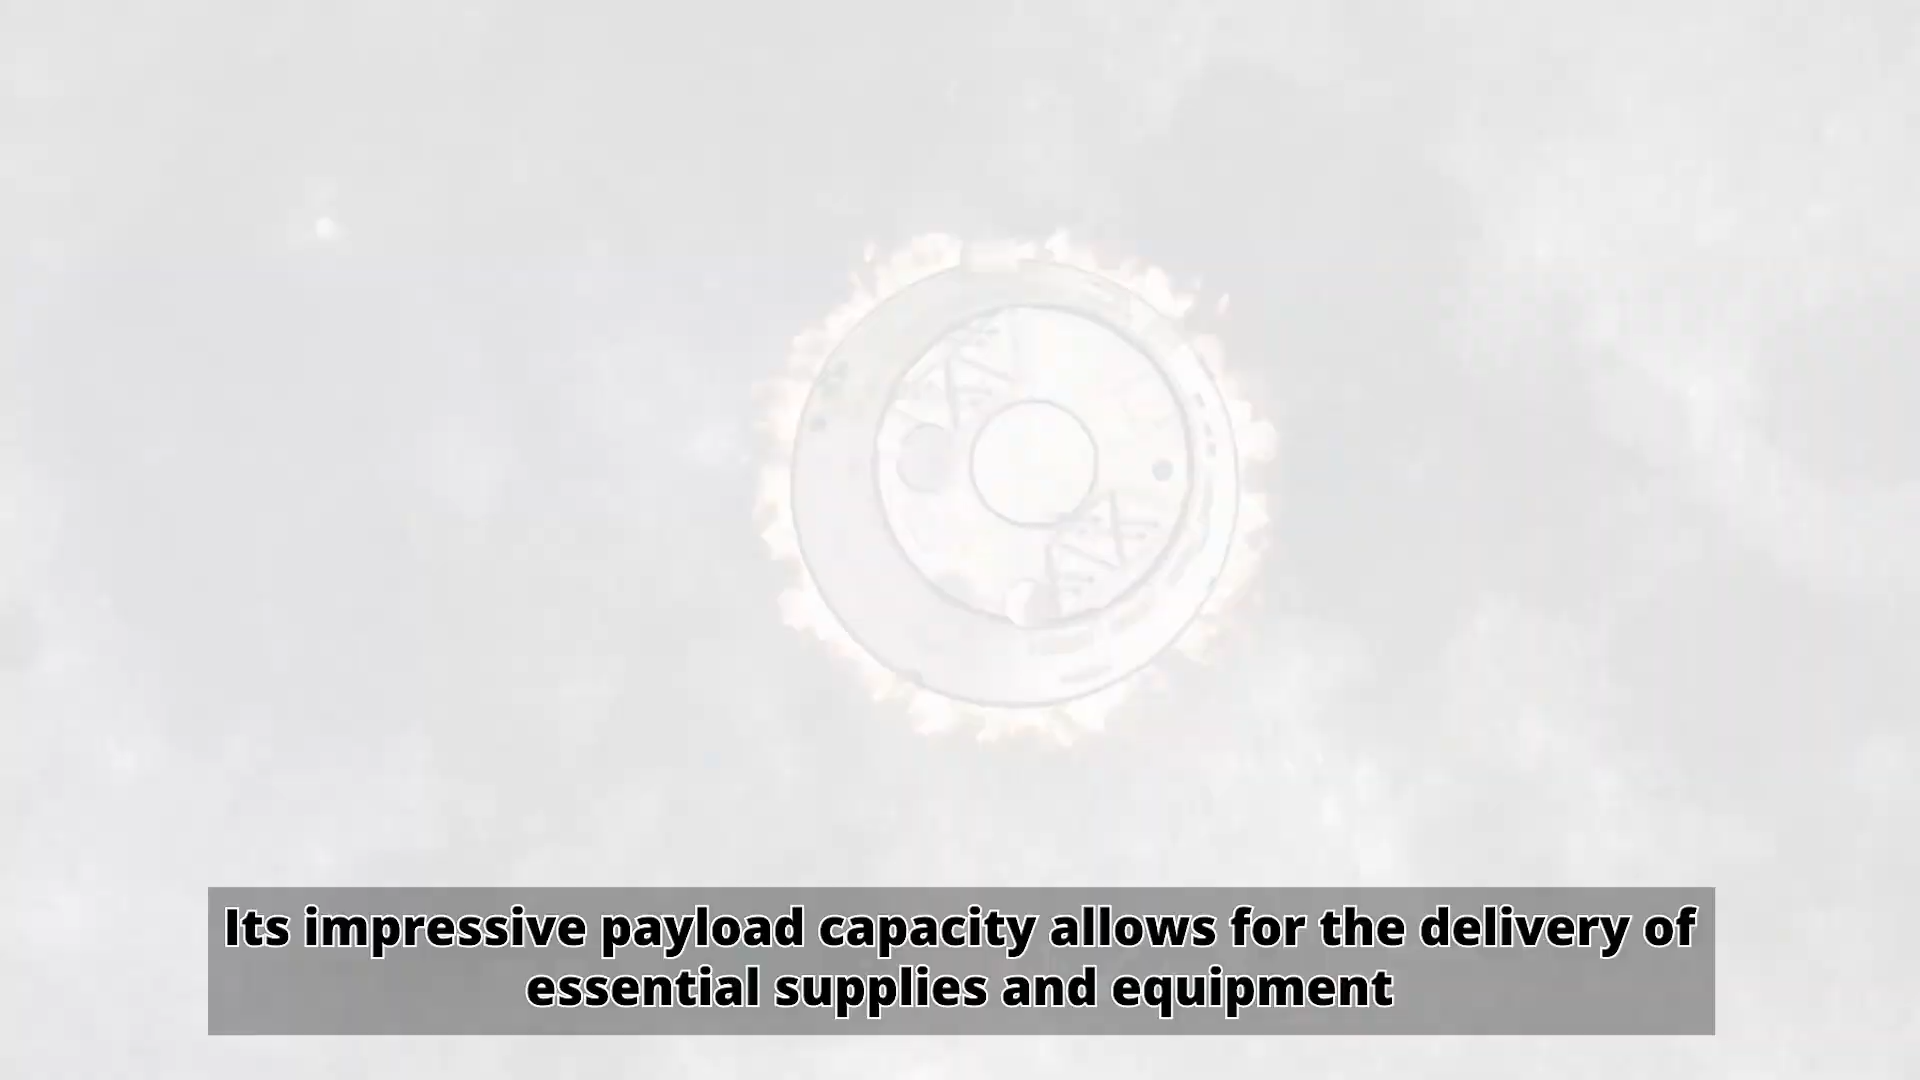 Its impressive payload capacity allows for the delivery of
essential supplies and equipment